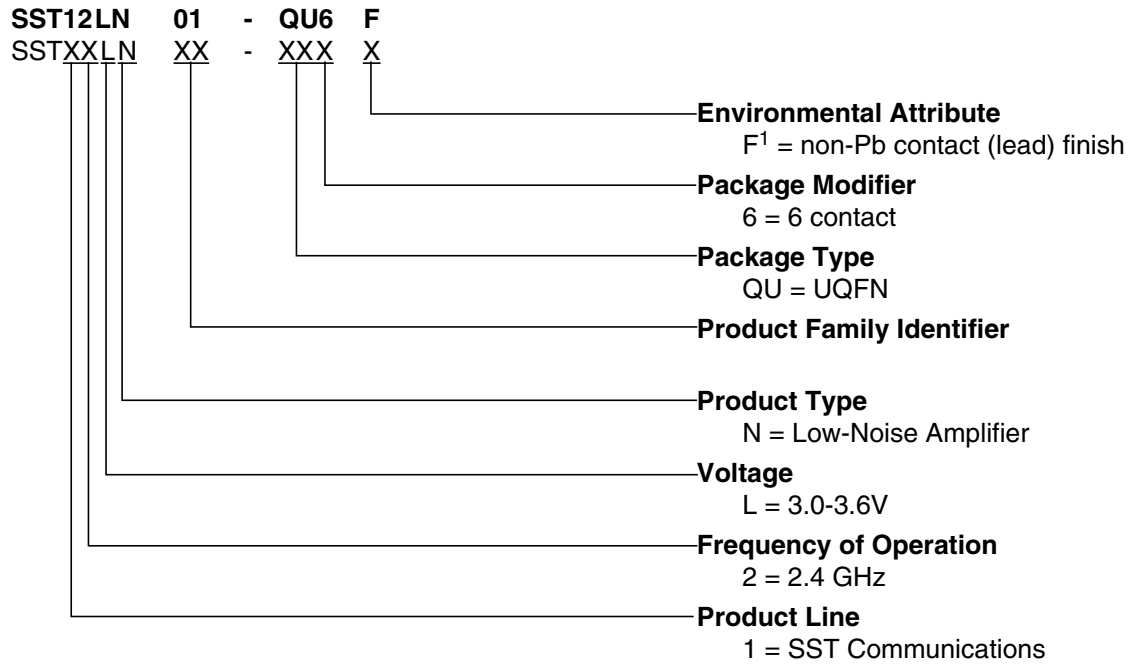 SST12LN 01 - QU6 F
SSTXXLN XX - XXX X
Environmental Attribute
F1 = non-Pb contact (lead) finish
Package Modifier
6 = 6 contact
Package Type
QU = UQFN
Product Family Identifier
Product Type
N = Low-Noise Amplifier
Voltage
L = 3.0-3.6V
Frequency of Operation
2 = 2.4 GHz
Product Line
1 = SST Communications